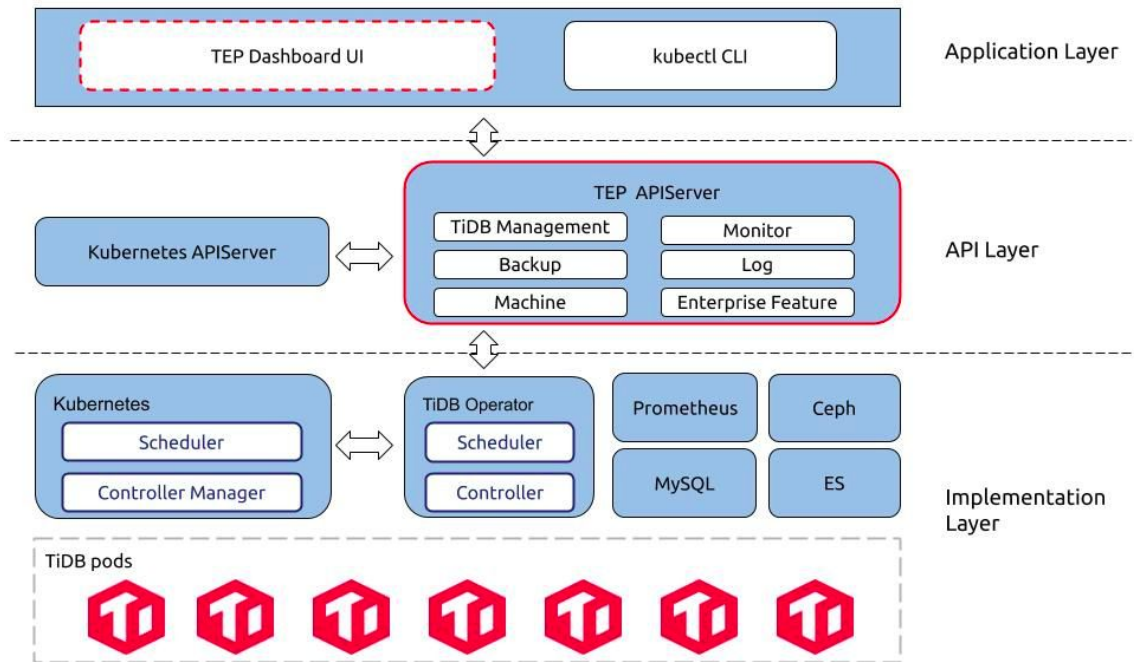 TEP Dashboard UI
kubectl CLI
Application Layer
TEP APIServer
Kubernetes APIServer
TiDB Management
Monitor
Backup
Log
Machine
Enterprise Feature
API Layer
Kubernetes
Scheduler
Controller Manager
TiDB Operator
Scheduler
Controller
Prometheus
Ceph
MySQL
ES
Implementation
Layer
TiDB pods